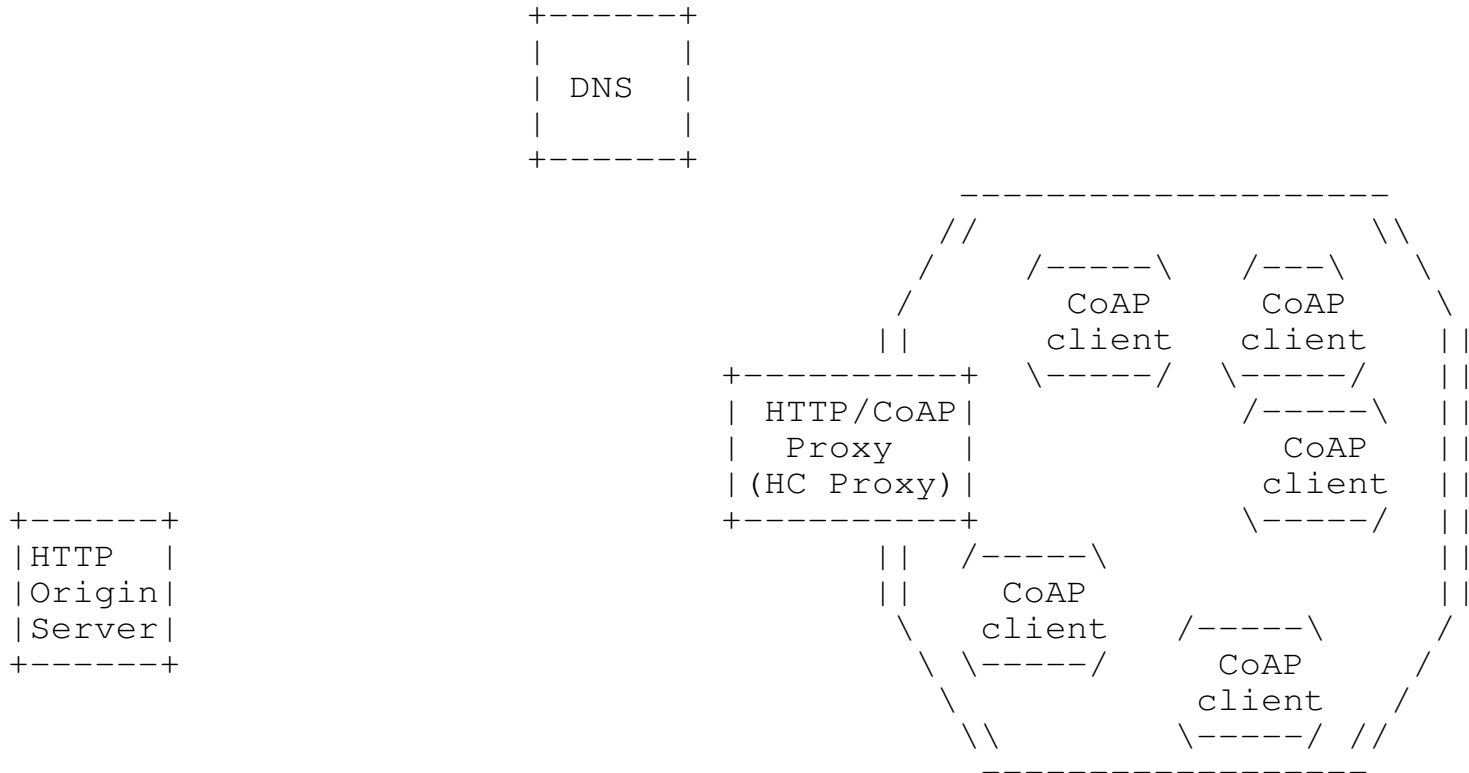 DNS
CoAP
client
CoAP
client
HTTP/CoAP
Proxy
(HC Proxy)
CoAP
client
HTTP
Origin
Server
CoAP
client
CoAP
client